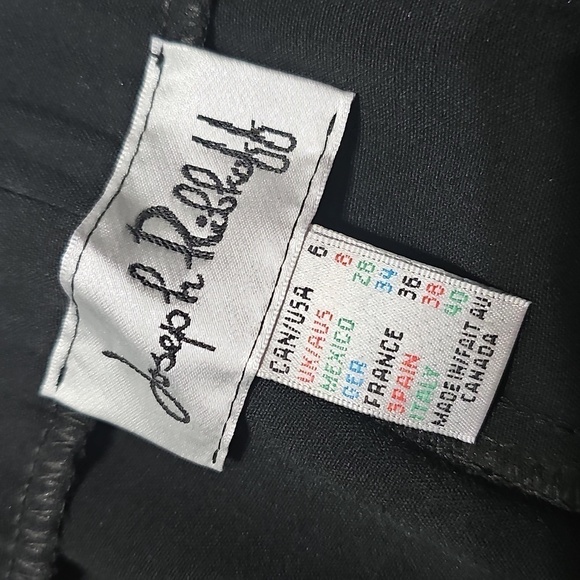 Joseph Ribkoff
CAN/USA 6
UK/AUS 8
MEXICO 28
GER 34
FRANCE 36
SPAIN 38
ITALY 40
MADE IN/FAIT AU
CANADA